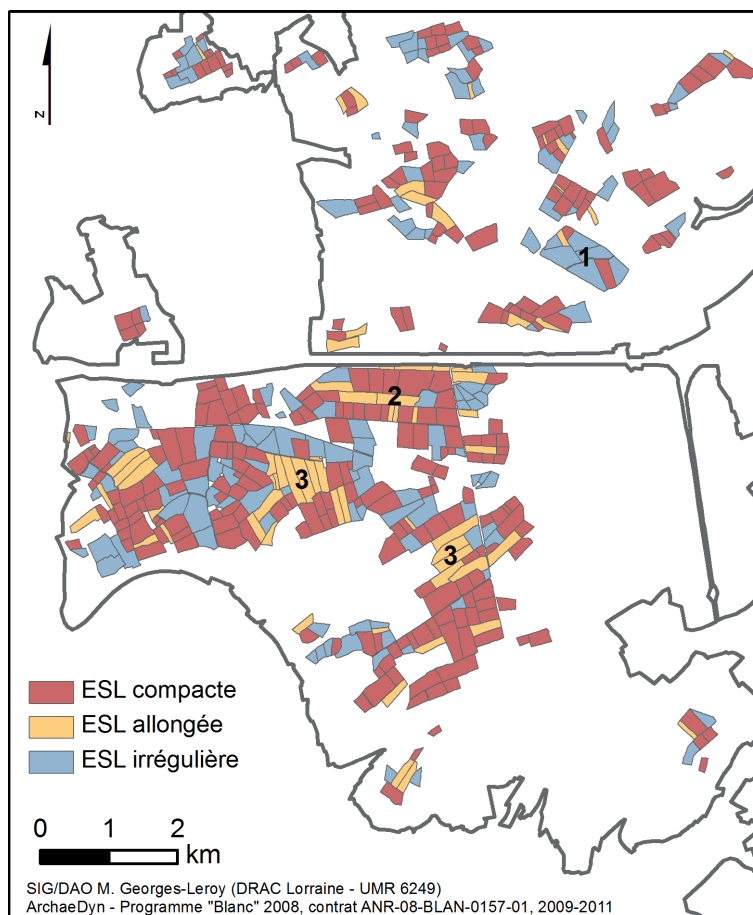 N
1
2
3
3
ESL compacte
ESL allongée
ESL irrégulière
0 1 2
km
SIG/DAO M. Georges-Leroy (DRAC Lorraine - UMR 6249)
ArchaeDyn - Programme "Blanc" 2008, contrat ANR-08-BLAN-0157-01, 2009-2011